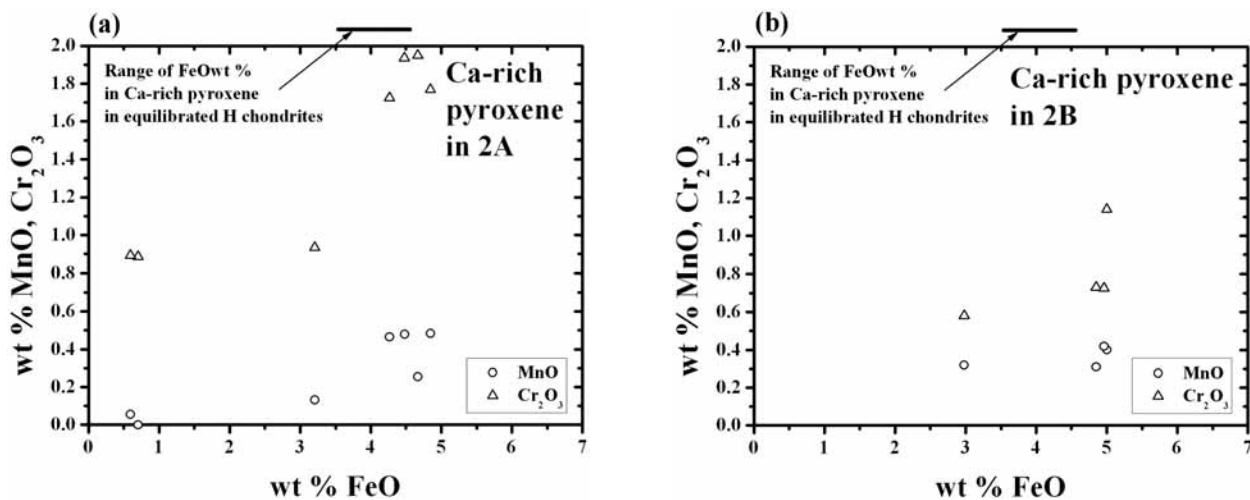 (a)
2.0
1.8
1.6
1.4
1.2
1.0
0.8
0.6
0.4
0.2
0.0
wt % MnO, Cr₂O₃
Range of FeOwt %
in Ca-rich pyroxene
in equilibrated H chondrites
Ca-rich
pyroxene
in 2A
MnO
Cr₂O₃
0 1 2 3 4 5 6 7
wt % FeO
(b)
2.0
1.8
1.6
1.4
1.2
1.0
0.8
0.6
0.4
0.2
0.0
wt % MnO, Cr₂O₃
Range of FeOwt %
in Ca-rich pyroxene
in equilibrated H chondrites
Ca-rich pyroxene
in 2B
MnO
Cr₂O₃
0 1 2 3 4 5 6 7
wt % FeO